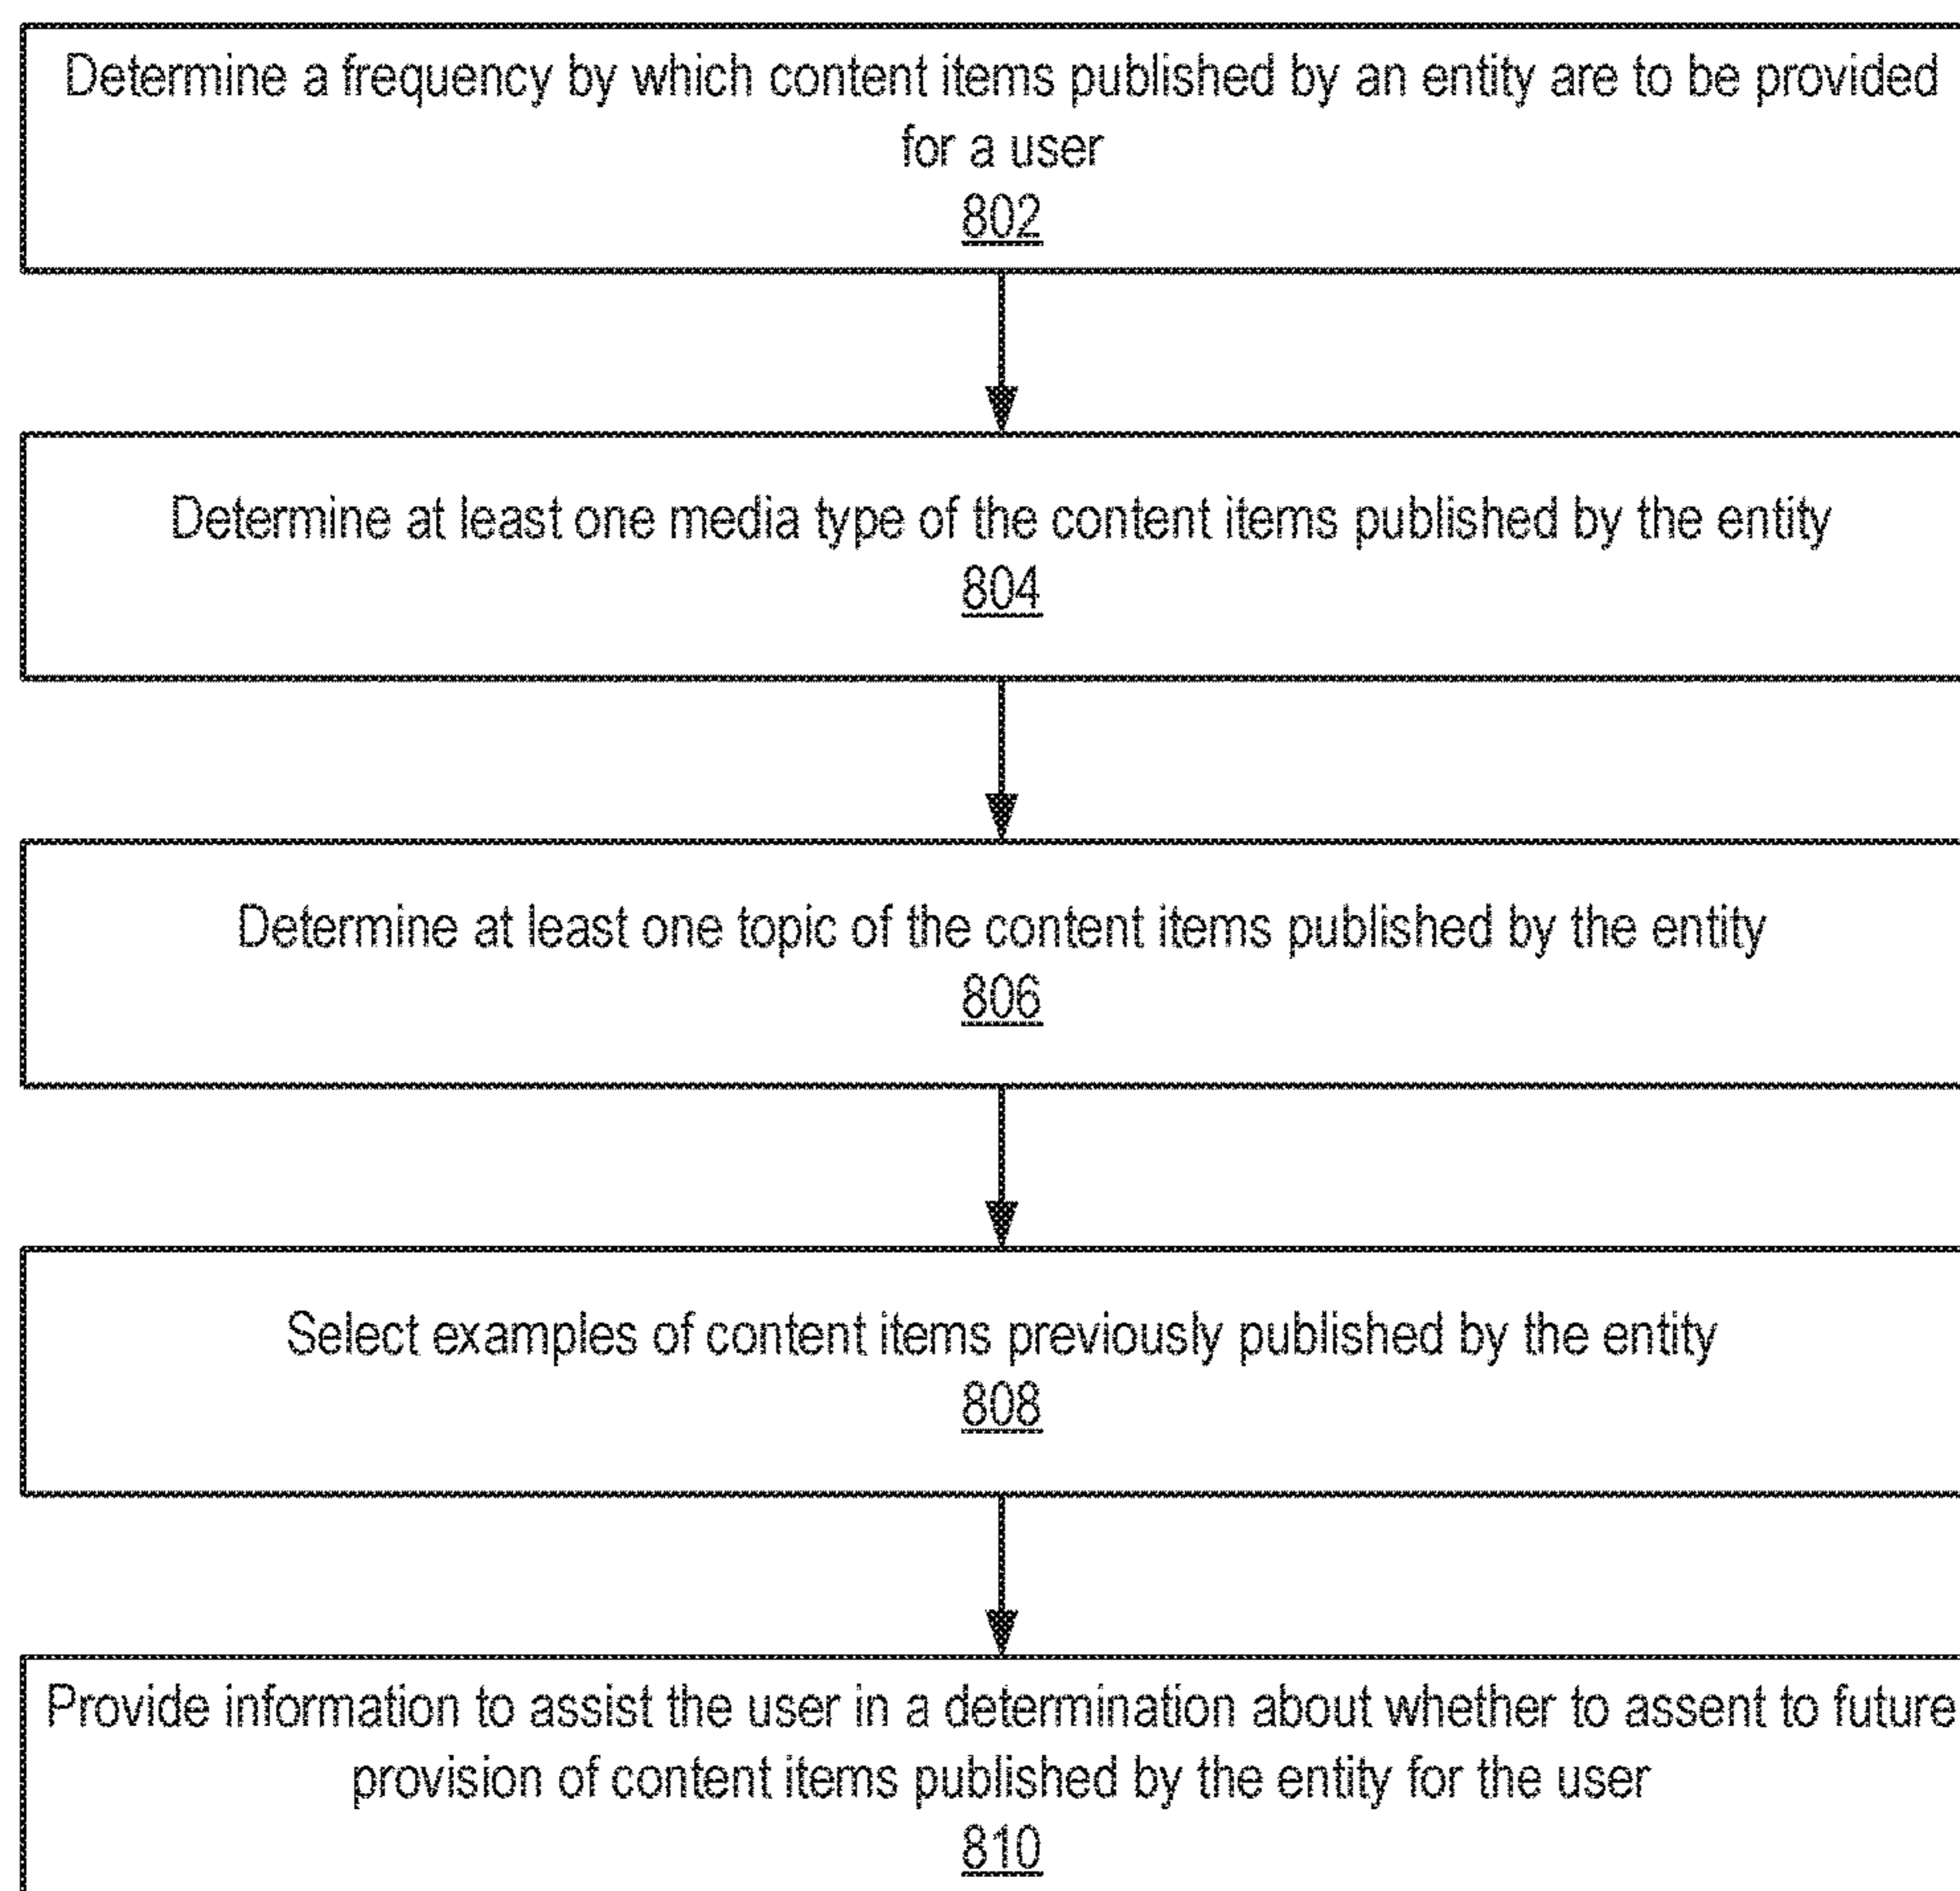 Determine a frequency by which content items published by an entity are to be provided
for a user
802
Determine at least one media type of the content items published by the entity
804
Determine at least one topic of the content items published by the entity
806
Select examples of content items previously published by the entity
808
Provide information to assist the user in a determination about whether to assent to future
provision of content items published by the entity for the user
810